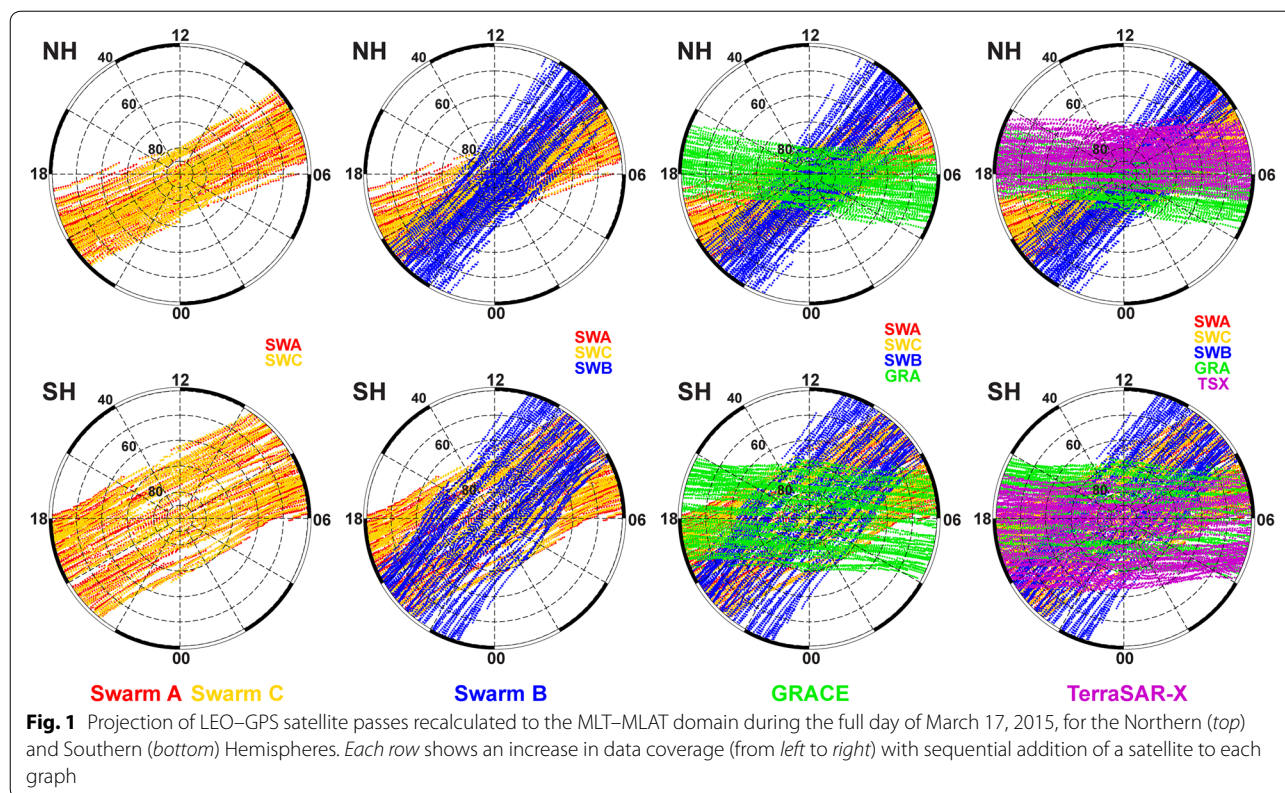 NH 12 40 60 80 18 06 00
NH 12 40 60 80 18 06 00
NH 12 40 60 80 18 06 00
NH 12 40 60 80 18 06 00
SWA
SWC
SWA
SWC
SWB
SWA
SWC
SWB
GRA
SWA
SWC
SWB
GRA
TSX
SH 12 40 60 80 18 06 00
SH 12 40 60 80 18 06 00
SH 12 40 60 80 18 06 00
SH 12 40 60 80 18 06 00
Swarm A Swarm C
Swarm B
GRACE
TerraSAR-X
Fig. 1 Projection of LEO–GPS satellite passes recalculated to the MLT–MLAT domain during the full day of March 17, 2015, for the Northern (top)
and Southern (bottom) Hemispheres. Each row shows an increase in data coverage (from left to right) with sequential addition of a satellite to each
graph